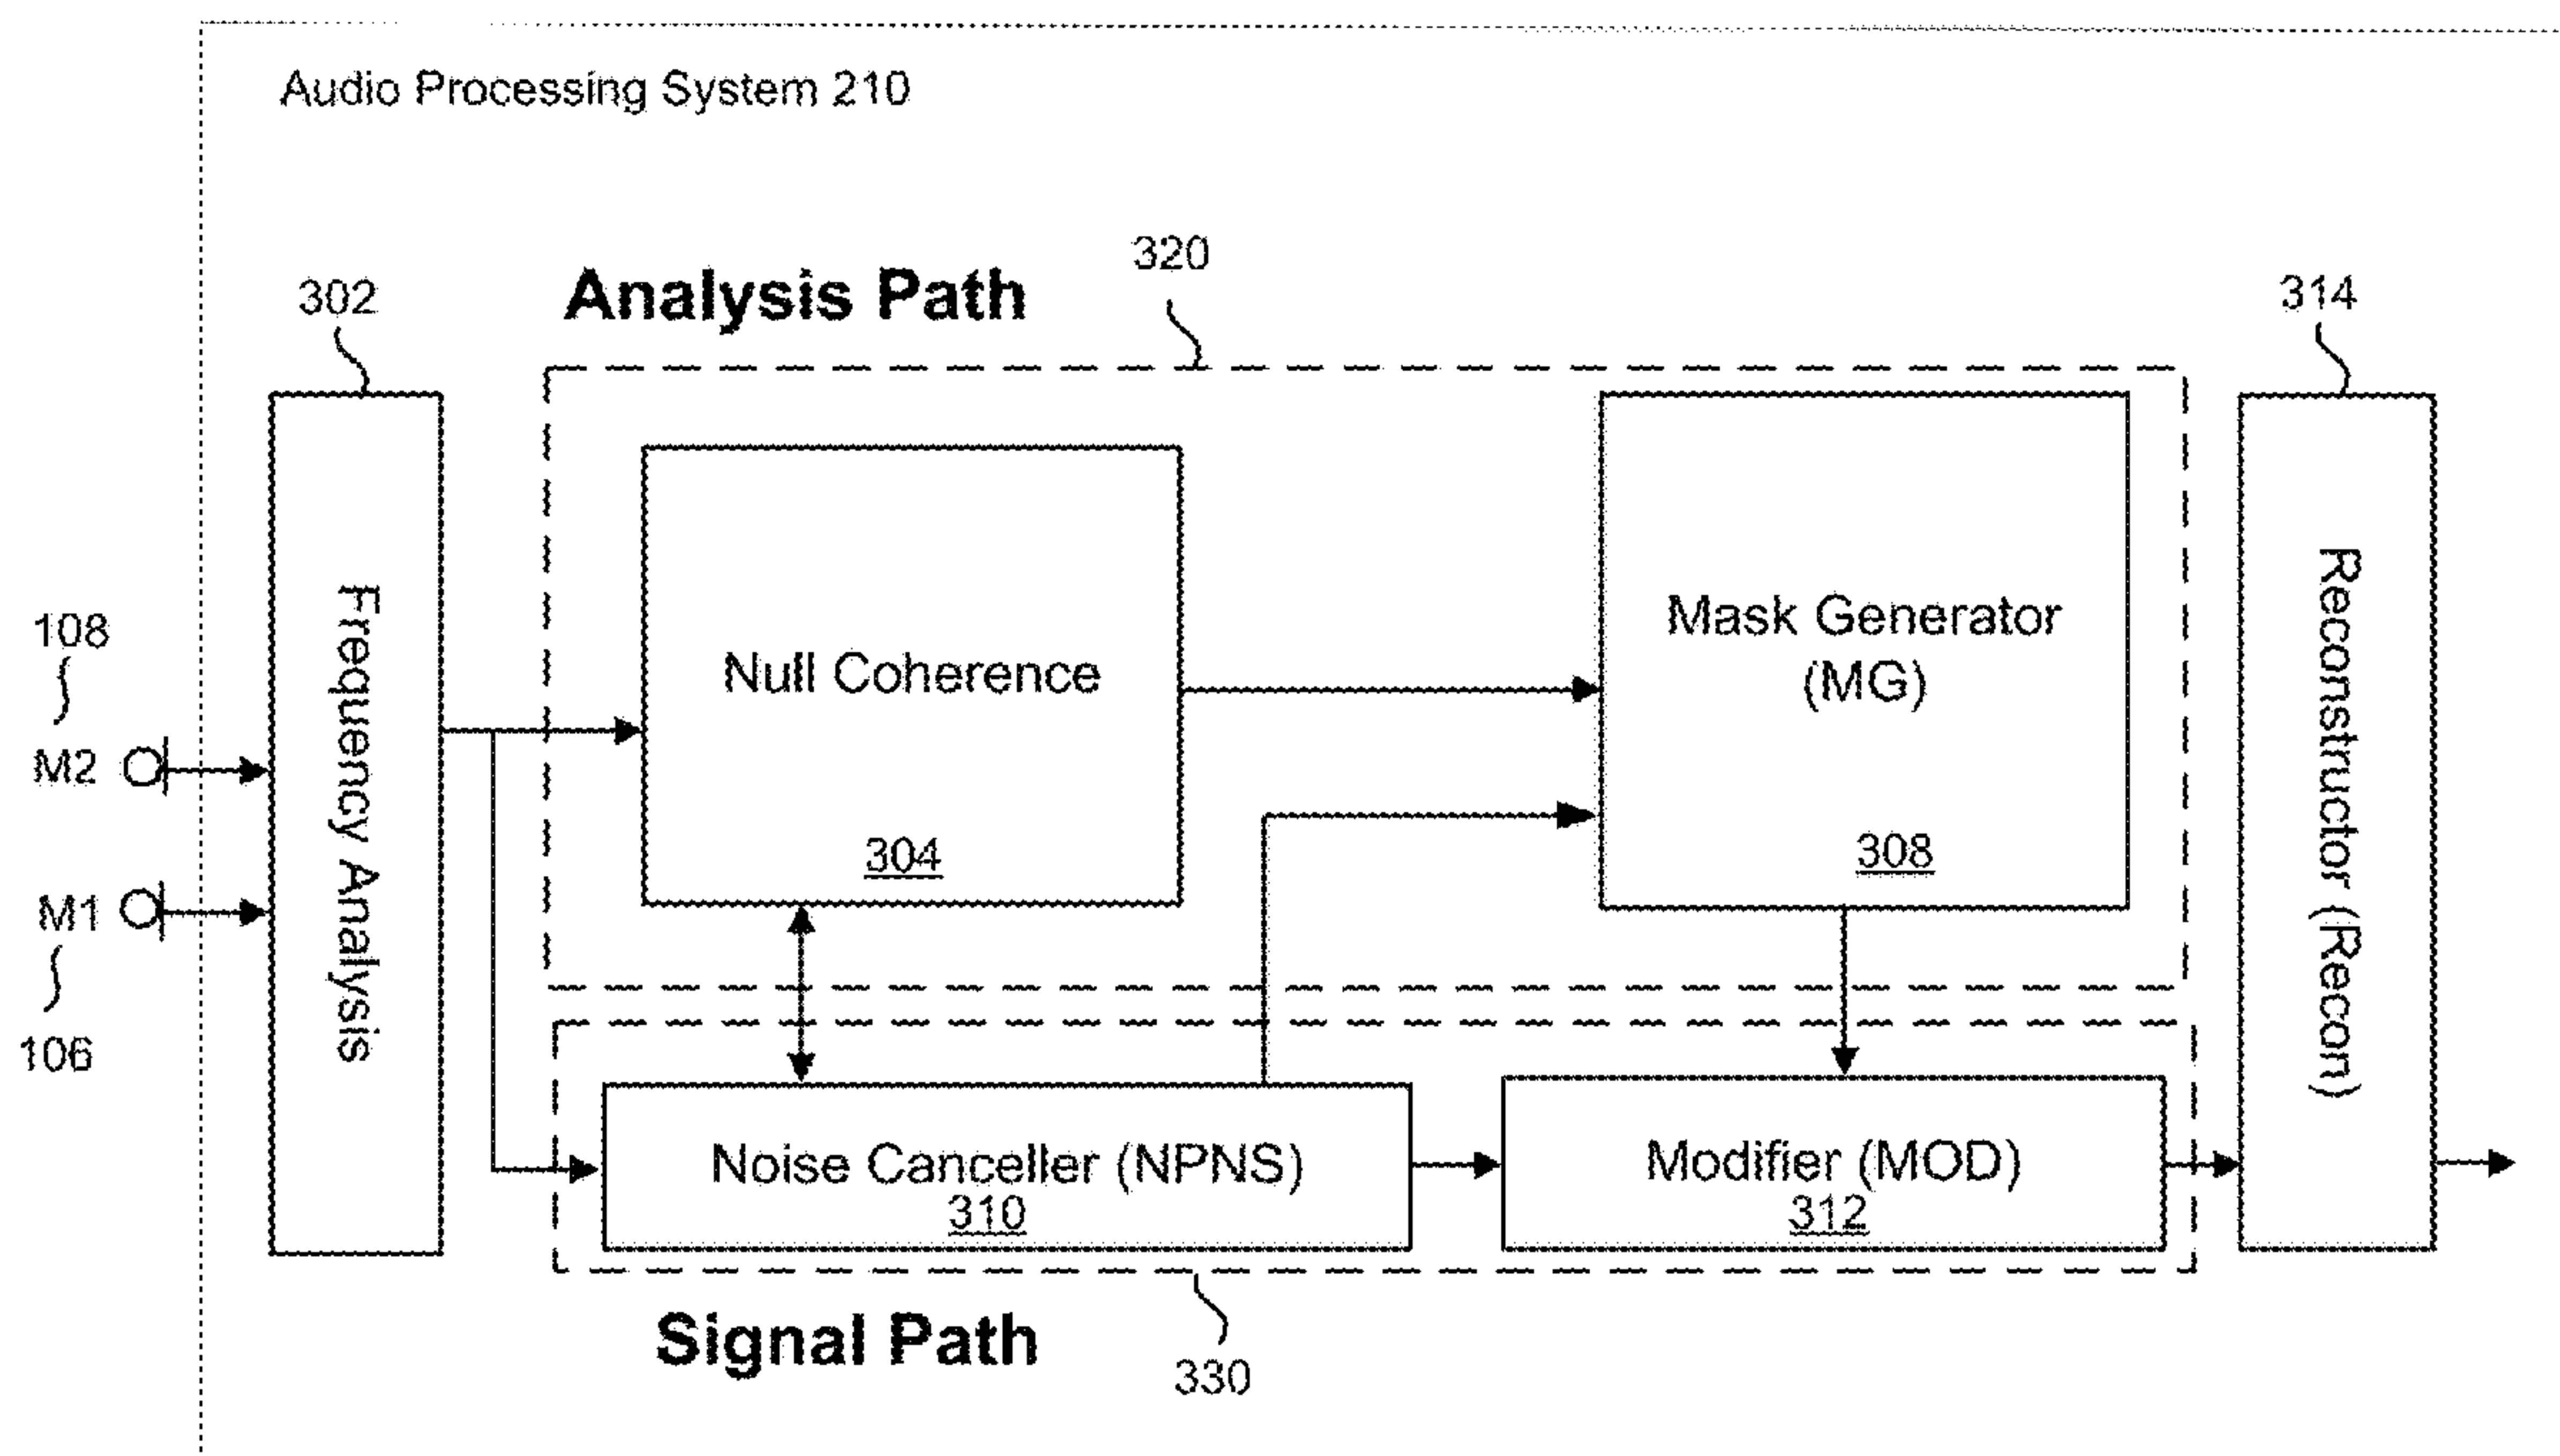 Audio Processing System 210
320
Analysis Path
302
314
Frequency Analysis
Null Coherence
304
Mask Generator
(MG)
308
Reconstructor (Recon)
108
M2
M1
106
Noise Canceller (NPNS)
310
Modifier (MOD)
312
Signal Path
330